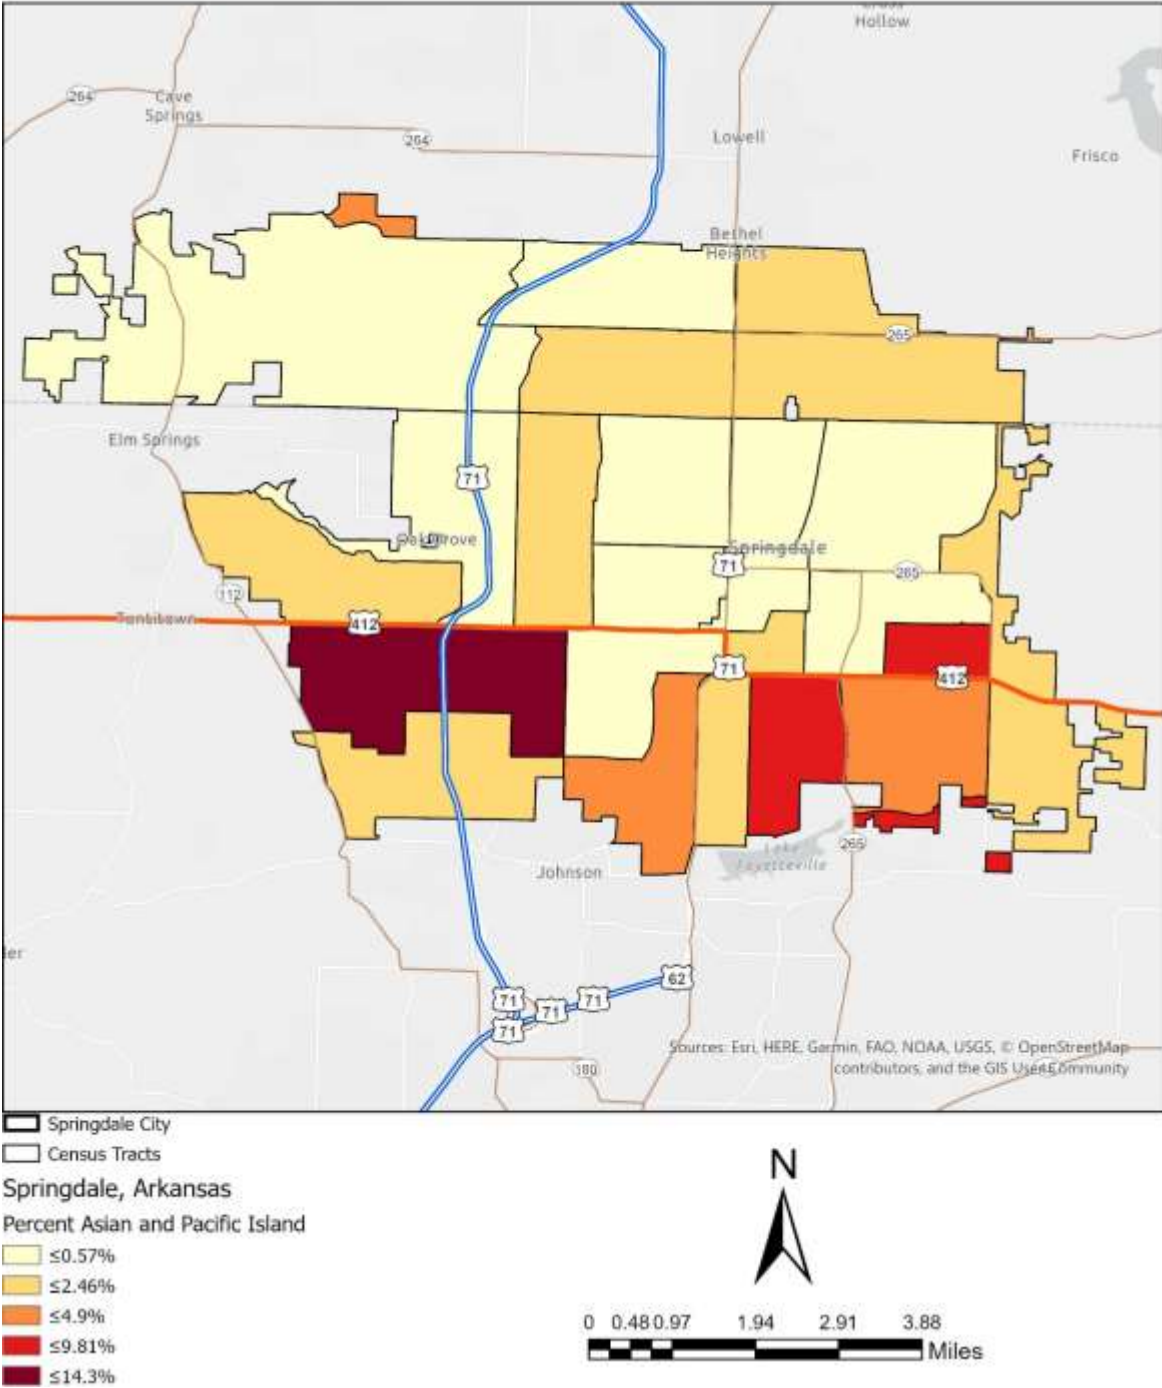 Hollow
264
Cave
Springs
264
Lowell
Frisco
Bethel
Heights
265
Elm Springs
71
Springdale
71
265
112
Tontitown
412
71
412
Johnson
Lake
Fayetteville
265
ler
62
71
71
71
71
180
Sources: Esri, HERE, Garmin, FAO, NOAA, USGS, © OpenStreetMap
contributors, and the GIS User Community
Springdale City
Census Tracts
Springdale, Arkansas
Percent Asian and Pacific Island
≤0.57%
≤2.46%
≤4.9%
≤9.81%
≤14.3%
N
0 0.48 0.97 1.94 2.91 3.88
Miles